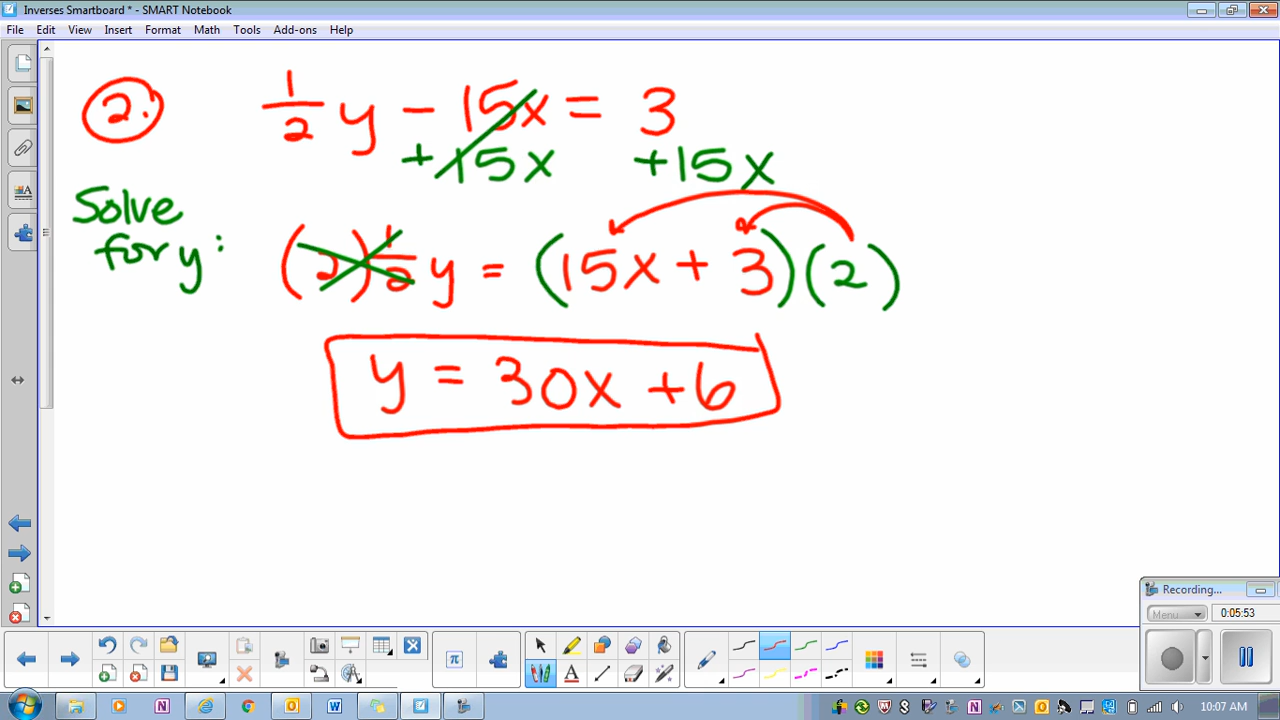 Inverses Smartboard * - SMART Notebook
File Edit View Insert Format Math Tools Add-ons Help
2. 1/2 y - 15x = 3
+ 15x +15x
Solve for y:
(2) 1/2 y = (15x + 3)(2)
y = 30x + 6
Recording...
Menu 0:05:53
10:07 AM